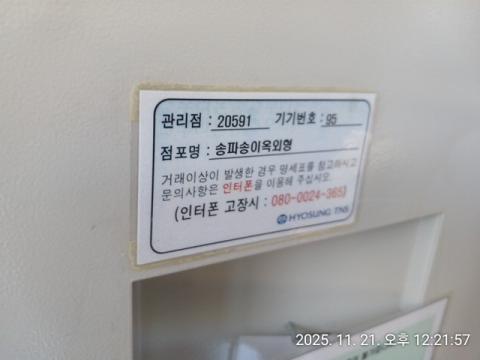 관리점 : 20591 기기번호 : 95
점포명 : 송파송이옥외형
거래이상이 발생한 경우 명세표를 참고하시고
문의사항은 인터폰을 이용해 주십시오.
(인터폰 고장시 : 080-0024-365)
HYOSUNG TNS
2025. 11. 21. 오후 12:21:57